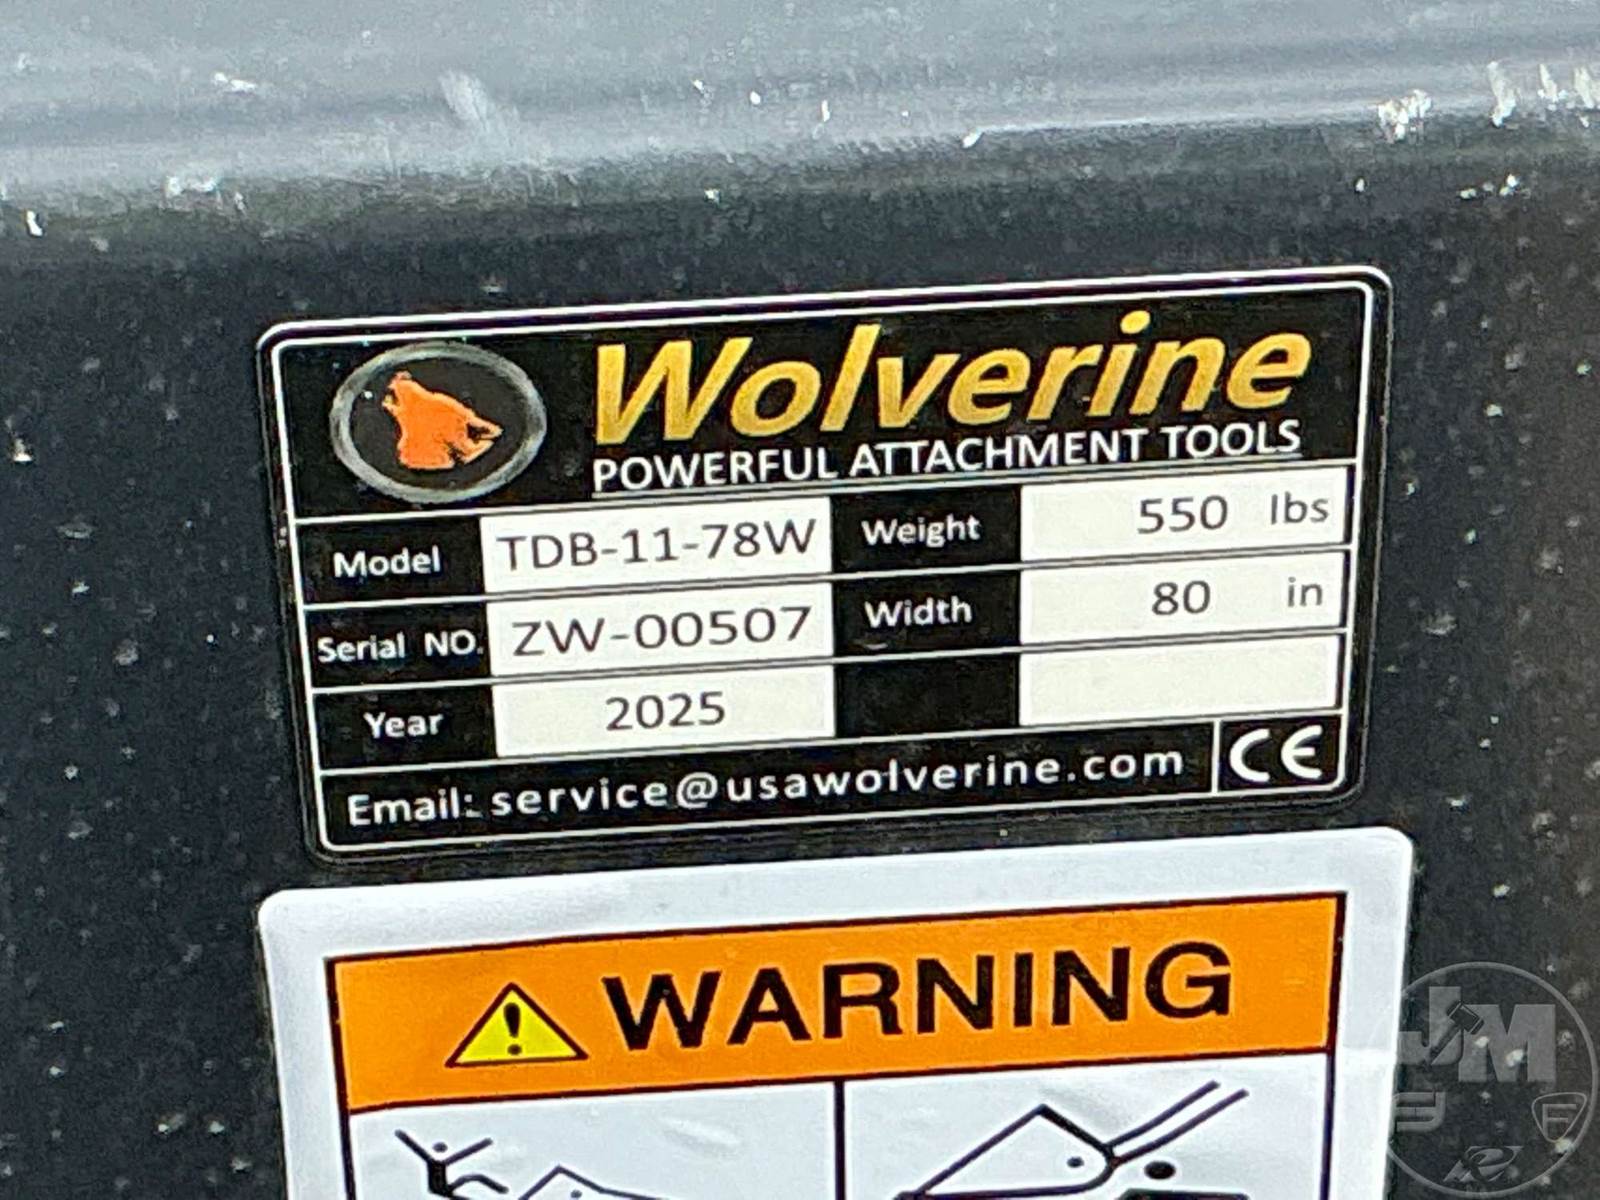 Wolverine
POWERFUL ATTACHMENT TOOLS
Model TDB-11-78W Weight 550 lbs
Serial NO. ZW-00507 Width 80 in
Year 2025
Email: service@usawolverine.com CE
WARNING
JM